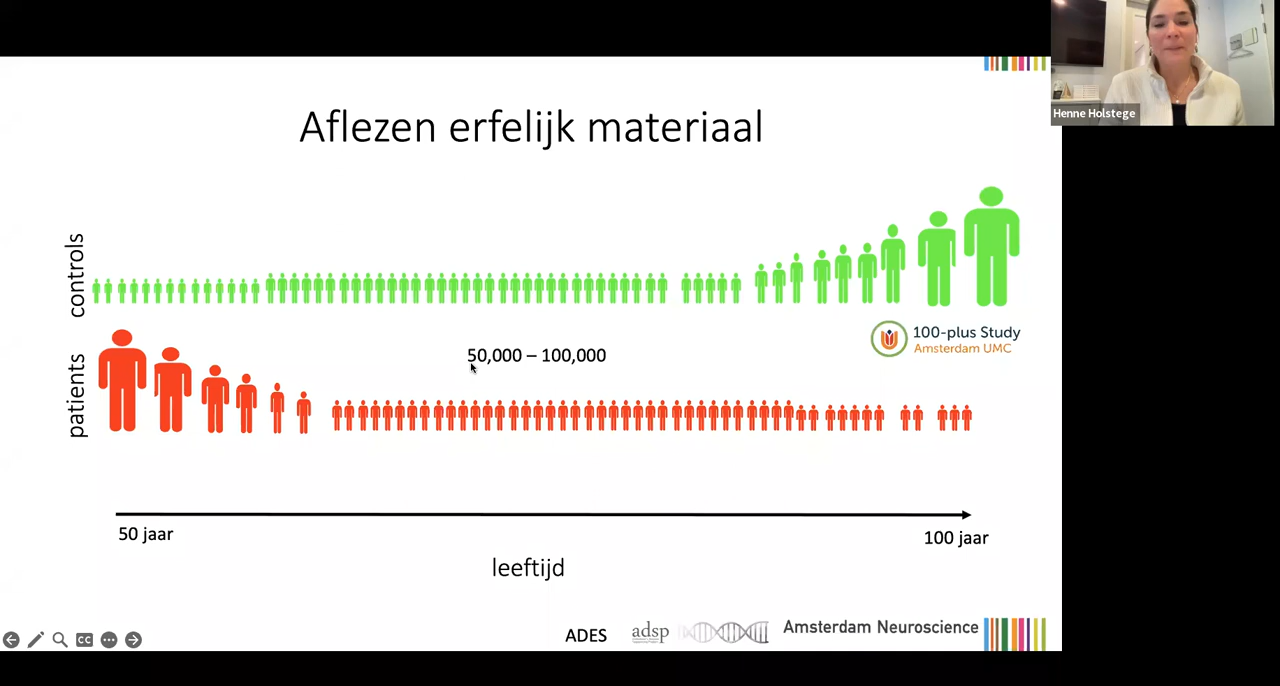 Henne Holstege
Aflezen erfelijk materiaal
controls
100-plus Study
Amsterdam UMC
50,000 – 100,000
patients
50 jaar
100 jaar
leeftijd
CC
ADES
adsp
Amsterdam Neuroscience